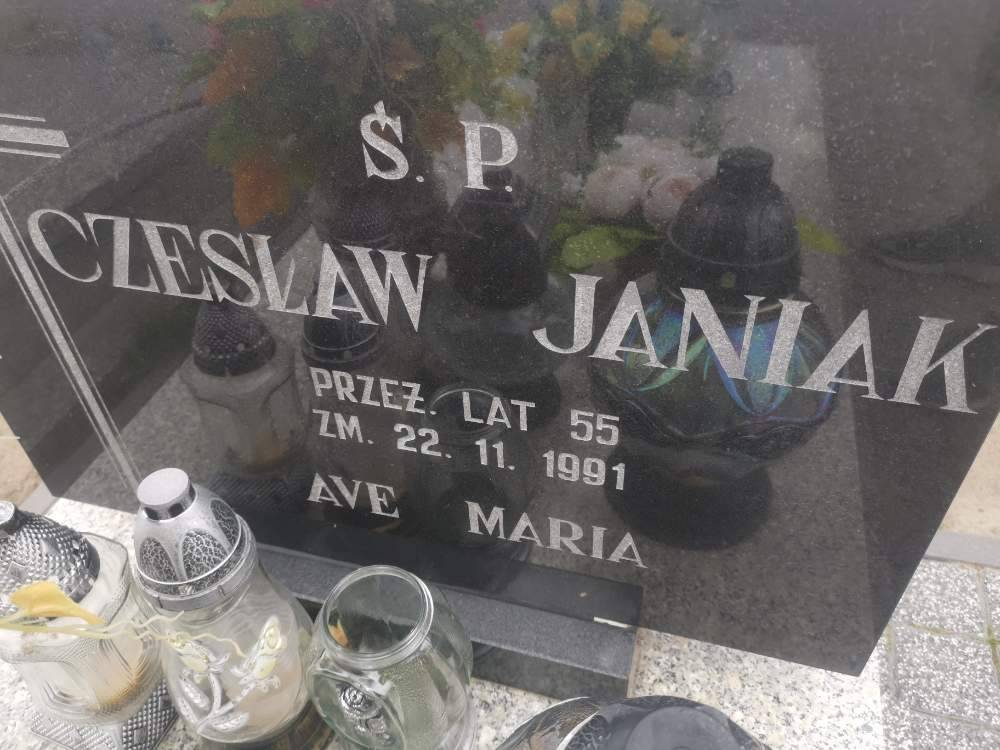 Ś. P.
CZESŁAW JANIAK
PRZEŻ. LAT 55
ZM. 22. 11. 1991
AVE MARIA